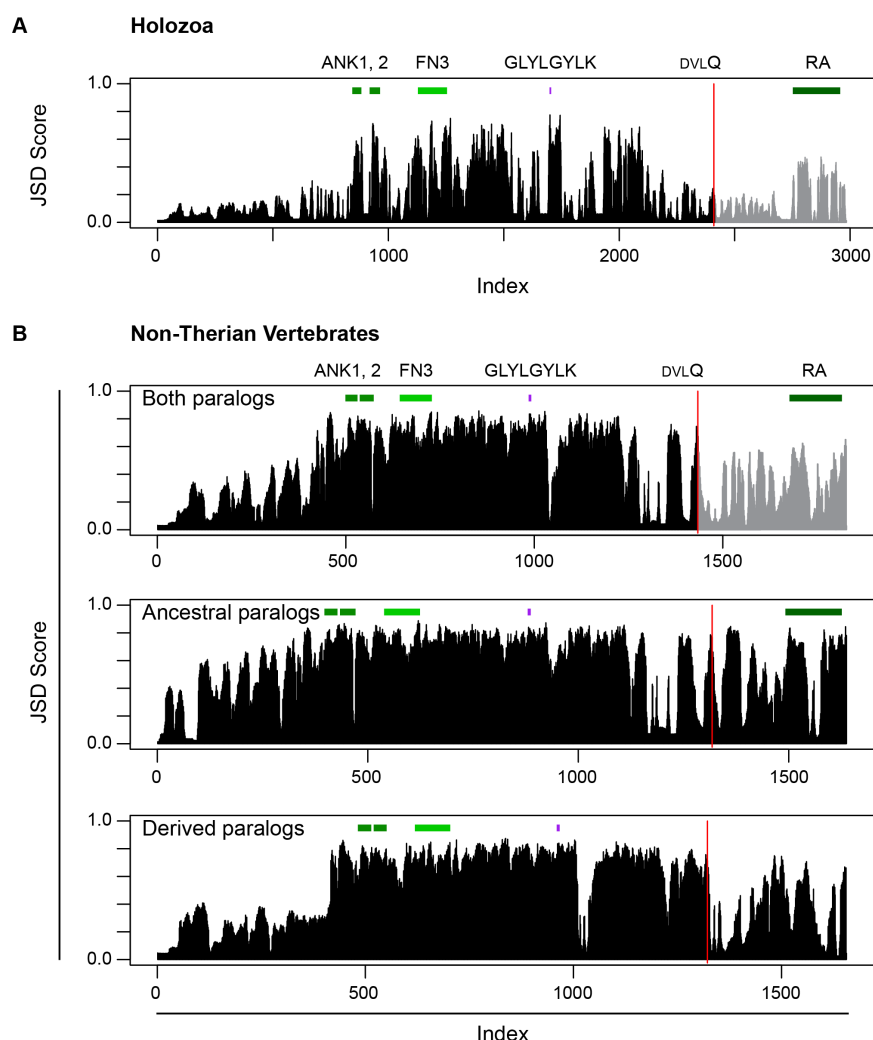 A Holozoa
ANK1, 2 FN3 GLYLGYLK DVLQ RA
1.0
JSD Score
0.0
0 1000 2000 3000
Index
B Non-Therian Vertebrates
ANK1, 2 FN3 GLYLGYLK DVLQ RA
1.0
Both paralogs
0.0
0 500 1000 1500
1.0
Ancestral paralogs
JSD Score
0.0
0 500 1000 1500
1.0
Derived paralogs
0.0
0 500 1000 1500
Index